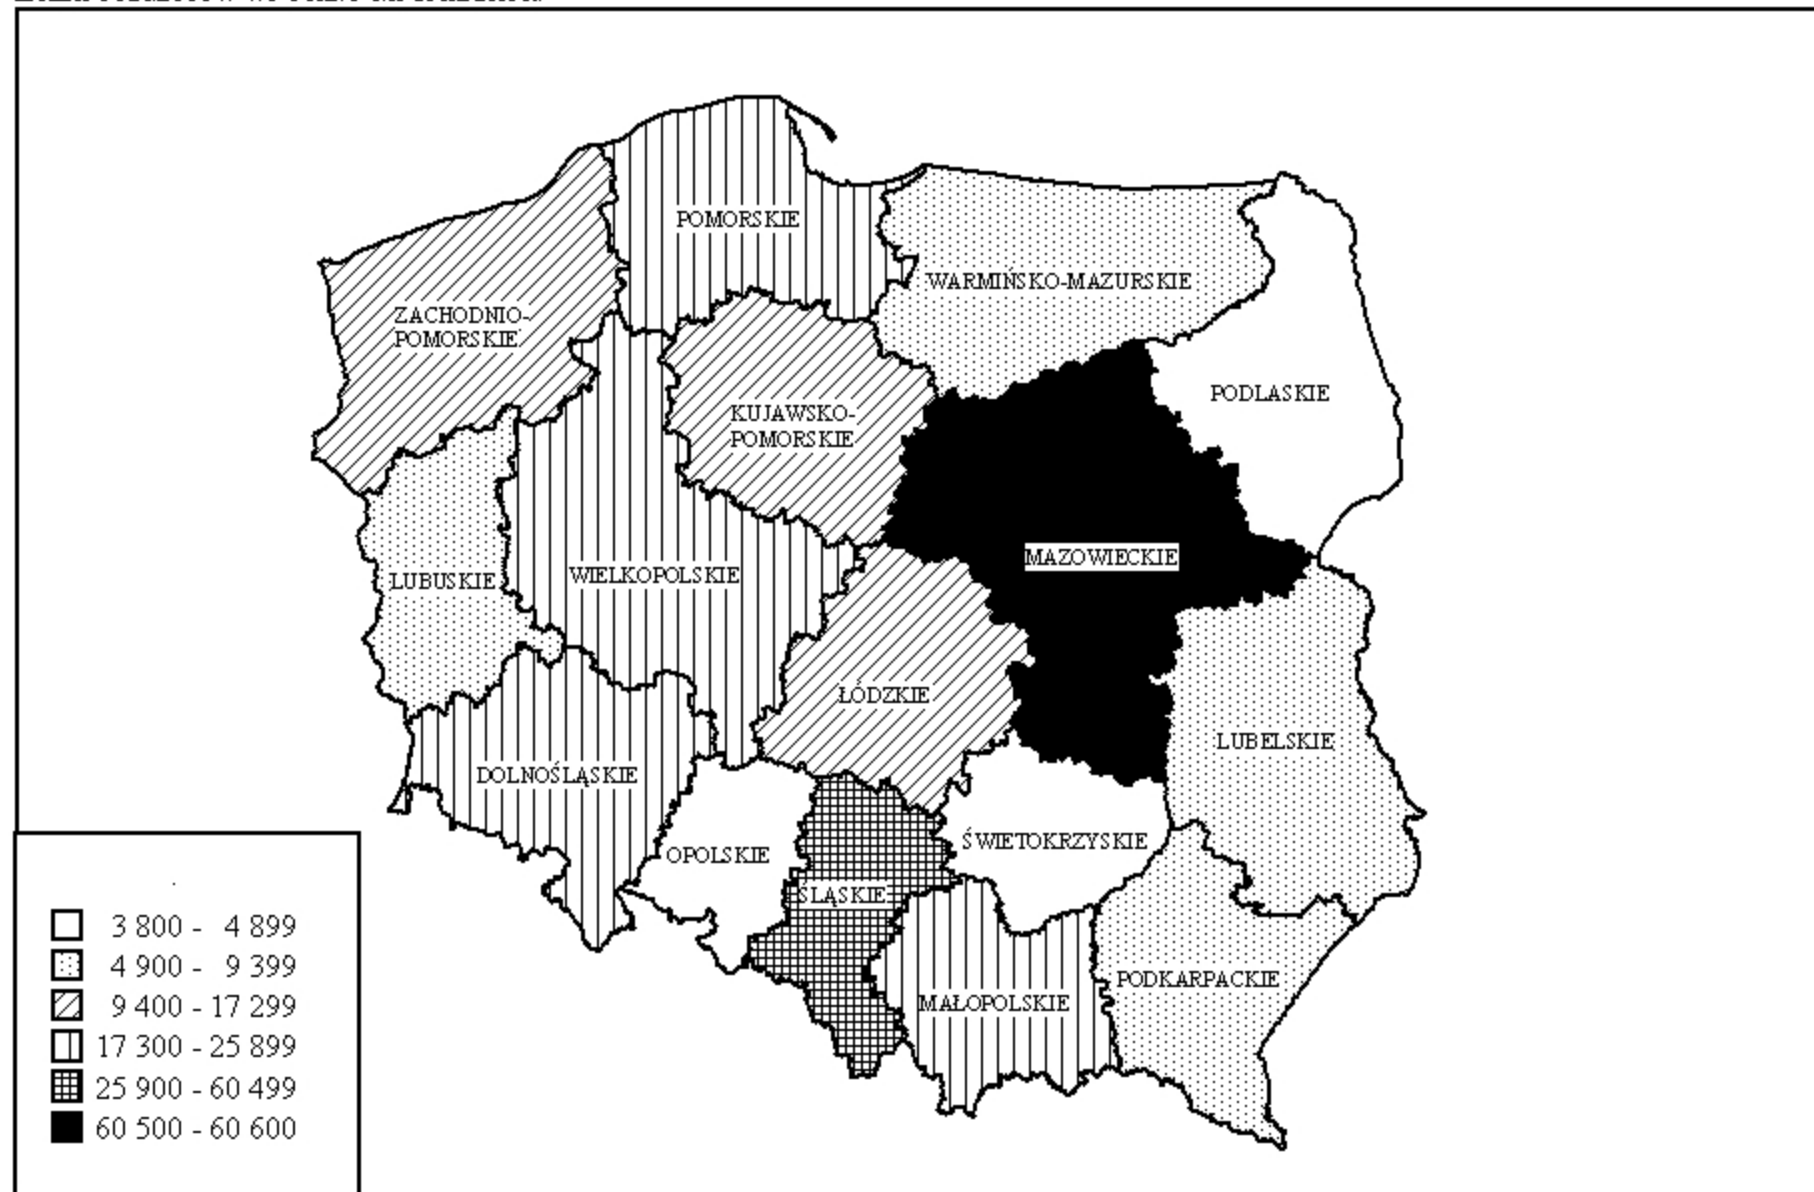 POMORSKIE
WARMIŃSKO-MAZURSKIE
ZACHODNIO-
POMORSKIE
PODLASKIE
KUJAWSKO-
POMORSKIE
MAZOWIECKIE
LUBUSKIE
WIELKOPOLSKIE
ŁÓDZKIE
LUBELSKIE
DOLNOŚLĄSKIE
OPOLSKIE
ŚWIETOKRZYSKIE
ŚLĄSKIE
PODKARPACKIE
MAŁOPOLSKIE
3 800 - 4 899
4 900 - 9 399
9 400 - 17 299
17 300 - 25 899
25 900 - 60 499
60 500 - 60 600